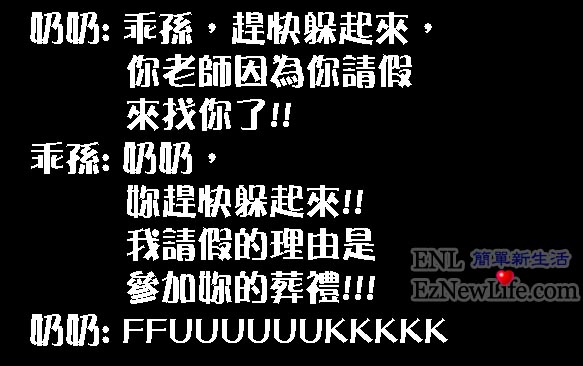 奶奶: 乖孫，趕快躲起來，
你老師因為你請假
來找你了!!
乖孫: 奶奶，
妳趕快躲起來!!
我請假的理由是
參加妳的葬禮!!!
ENL 簡單新生活
EzNewLife.com
奶奶: FFUUUUUUKKKKK